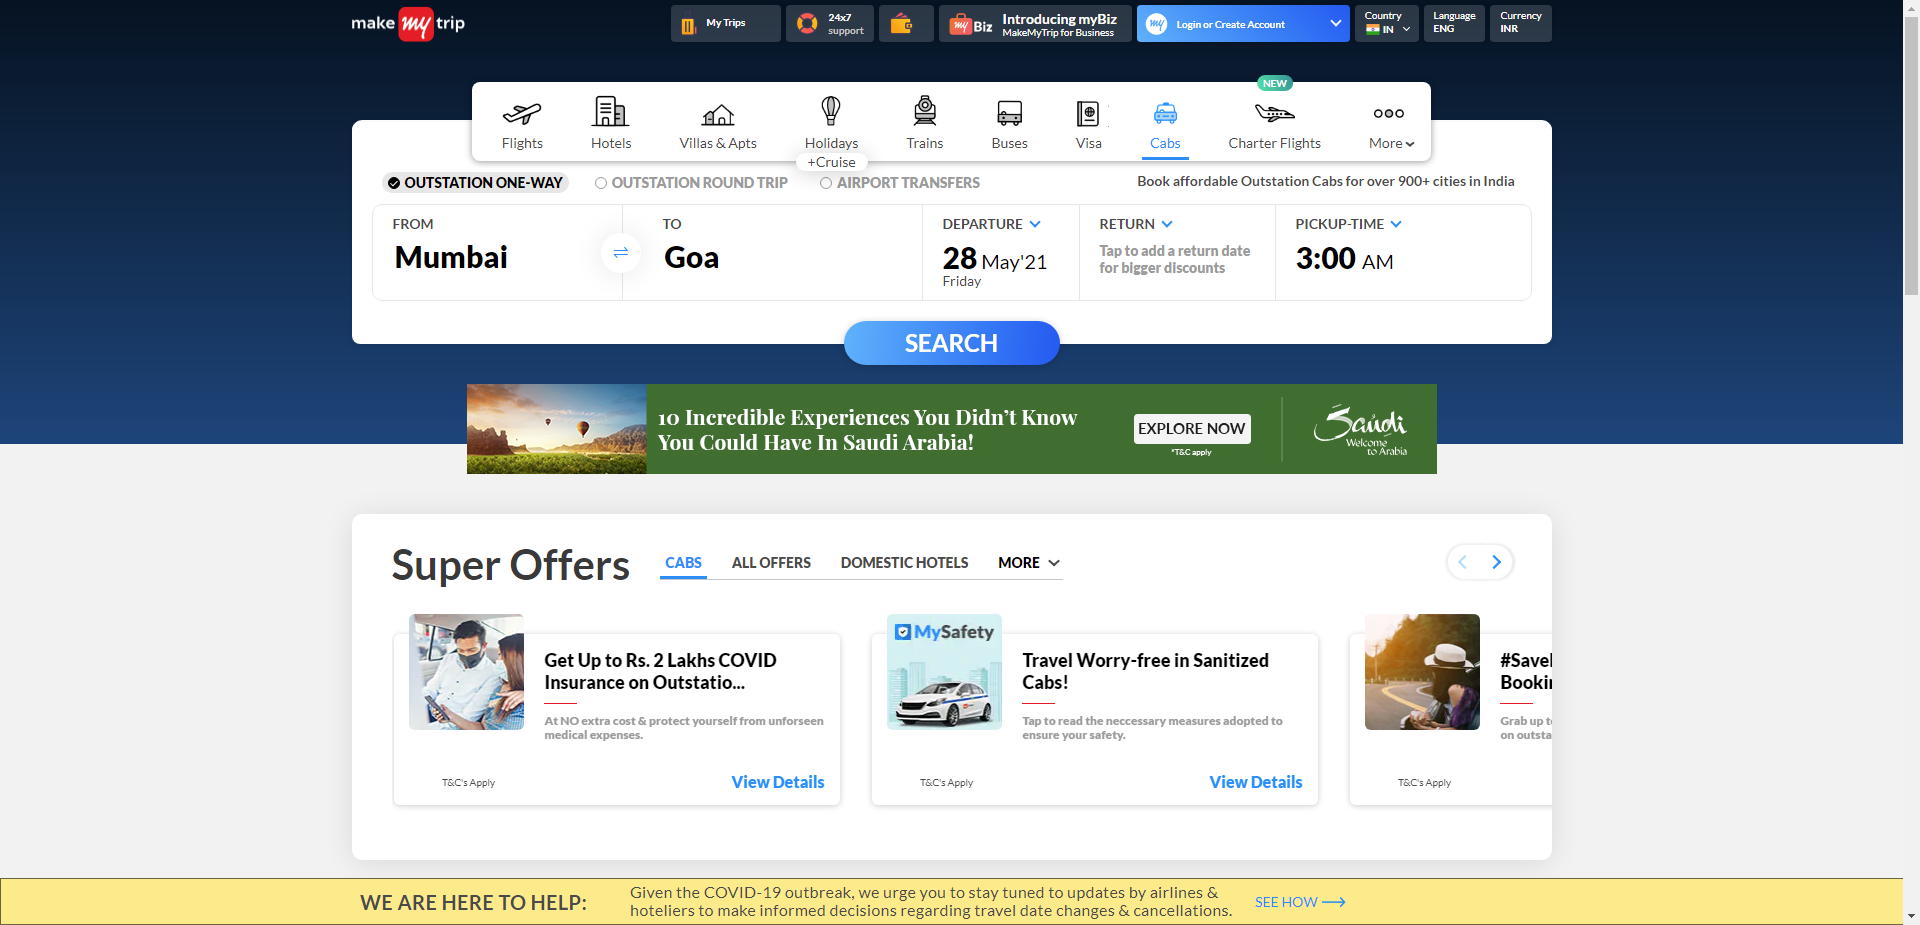 make my trip
My Trips
24x7
support
my Biz
Introducing myBiz
MakeMyTrip for Business
my
Login or Create Account
Country
IN
Language
ENG
Currency
INR
NEW
Flights
Hotels
Villas & Apts
Holidays
+Cruise
Trains
Buses
Visa
Cabs
Charter Flights
More
OUTSTATION ONE-WAY
OUTSTATION ROUND TRIP
AIRPORT TRANSFERS
Book affordable Outstation Cabs for over 900+ cities in India
FROM
Mumbai
TO
Goa
DEPARTURE
28 May'21
Friday
RETURN
Tap to add a return date
for bigger discounts
PICKUP-TIME
3:00 AM
SEARCH
10 Incredible Experiences You Didn't Know
You Could Have In Saudi Arabia!
EXPLORE NOW
*T&C apply
Saudi
Welcome
to Arabia
Super Offers
CABS
ALL OFFERS
DOMESTIC HOTELS
MORE
Get Up to Rs. 2 Lakhs COVID
Insurance on Outstatio...
At NO extra cost & protect yourself from unforseen
medical expenses.
T&C's Apply
View Details
MySafety
Travel Worry-free in Sanitized
Cabs!
Tap to read the neccessary measures adopted to
ensure your safety.
T&C's Apply
View Details
Grab up
T&C's Apply
WE ARE HERE TO HELP:
Given the COVID-19 outbreak, we urge you to stay tuned to updates by airlines &
hoteliers to make informed decisions regarding travel date changes & cancellations.
SEE HOW